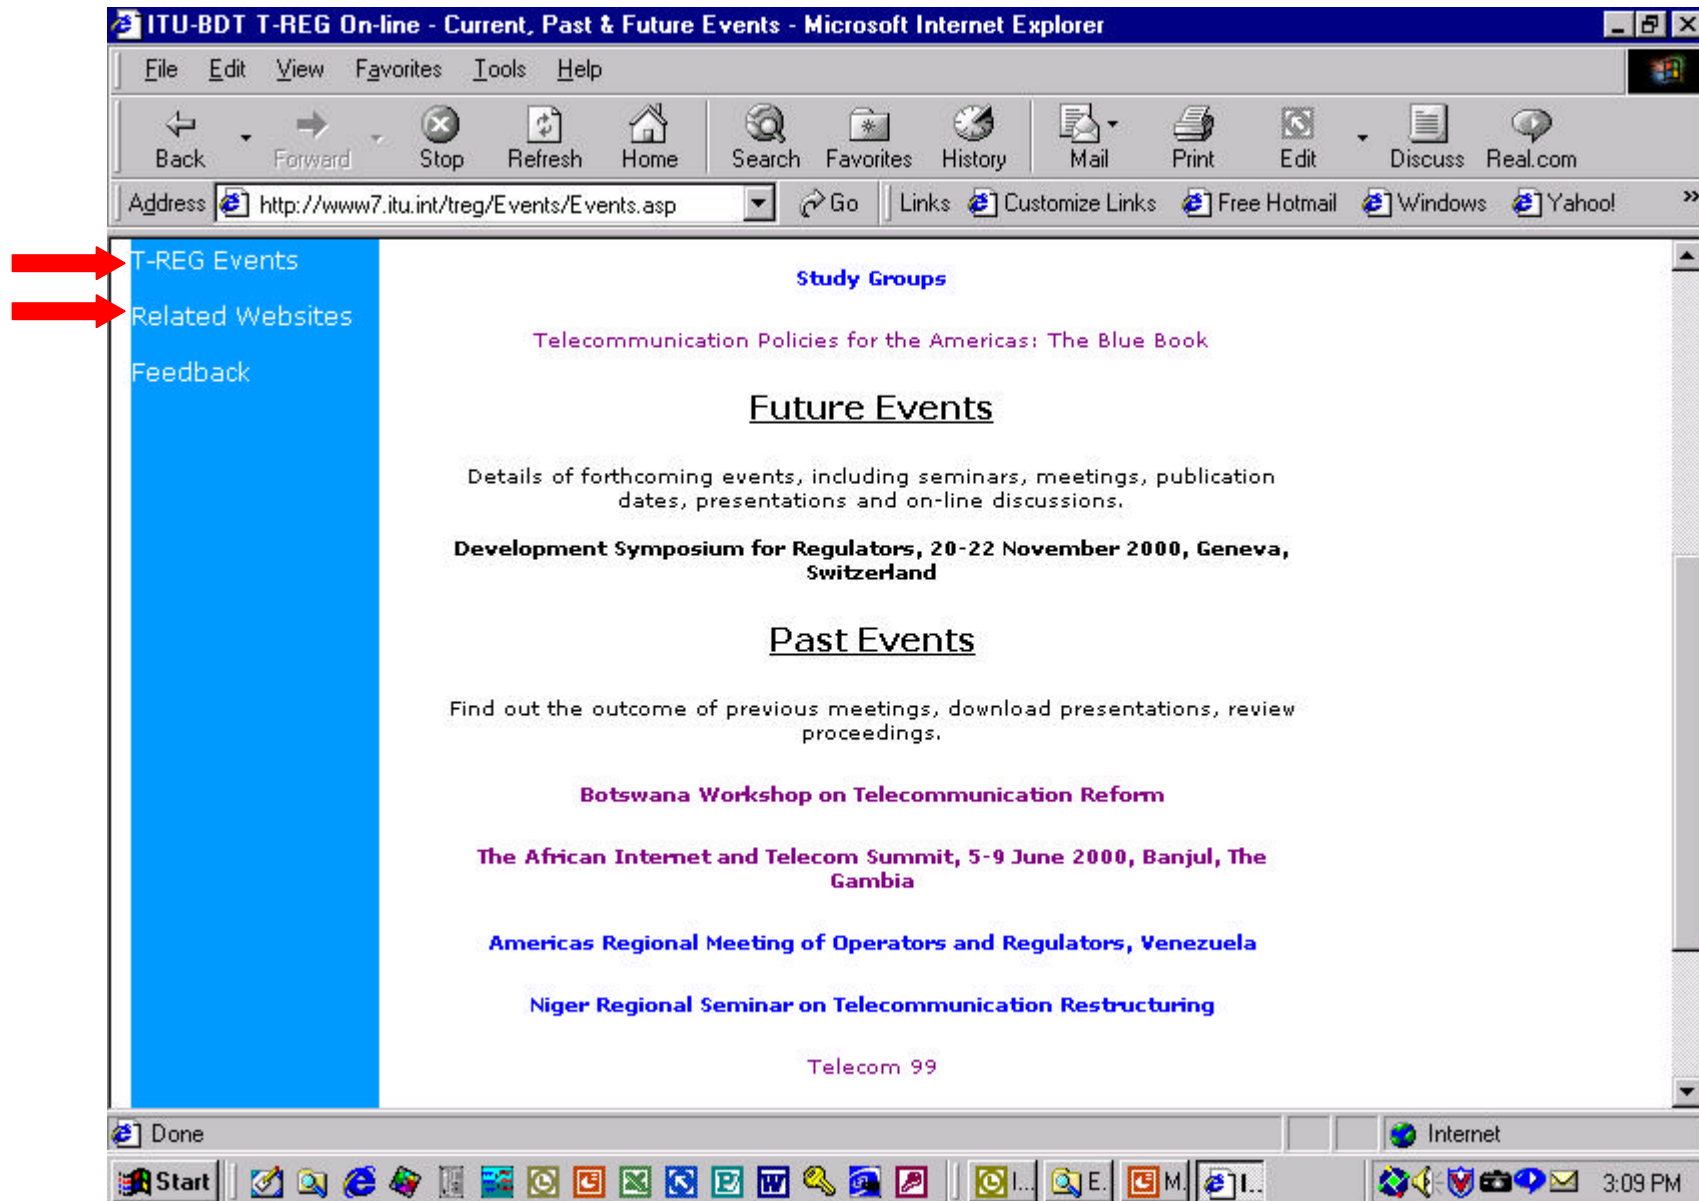 ITU-BDT T-REG On-line - Current, Past & Future Events - Microsoft Internet Explorer
File Edit View Favorites Tools Help
Back Forward Stop Refresh Home Search Favorites History Mail Print Edit Discuss Real.com
Address http://www7.itu.int/treg/Events/Events.asp Go Links Customize Links Free Hotmail Windows Yahoo! »
T-REG Events
Related Websites
Feedback
Study Groups
Telecommunication Policies for the Americas: The Blue Book
Future Events
Details of forthcoming events, including seminars, meetings, publication
dates, presentations and on-line discussions.
Development Symposium for Regulators, 20-22 November 2000, Geneva,
Switzerland
Past Events
Find out the outcome of previous meetings, download presentations, review
proceedings.
Botswana Workshop on Telecommunication Reform
The African Internet and Telecom Summit, 5-9 June 2000, Banjul, The
Gambia
Americas Regional Meeting of Operators and Regulators, Venezuela
Niger Regional Seminar on Telecommunication Restructuring
Telecom 99
Done Internet
Start I... E. M. I... 3:09 PM